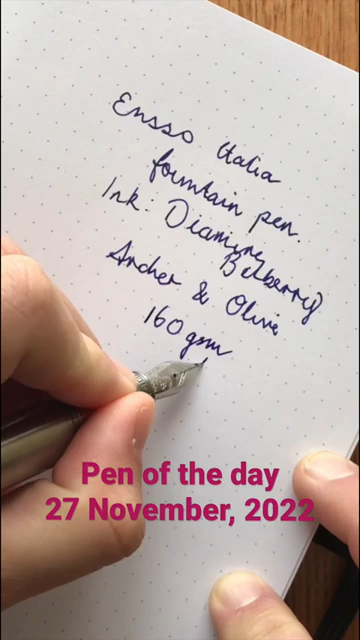 Ensso Italia
fountain pen.
Ink: Diamine
Bilberry
Archer & Olive
160gsm
Pen of the day
27 November, 2022